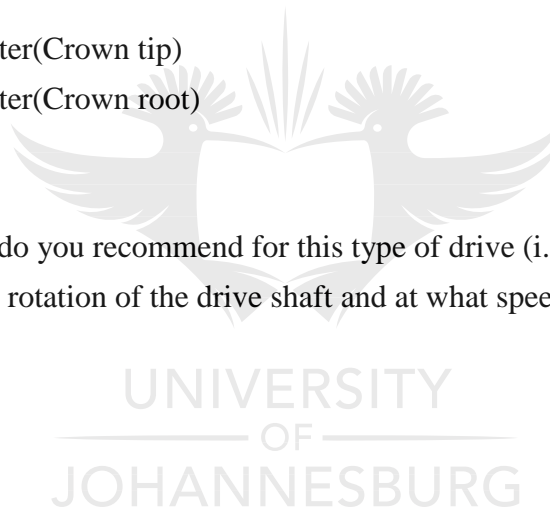 ter(Crown tip)
ter(Crown root)
do you recommend for this type of drive (i.
rotation of the drive shaft and at what spee
UNIVERSITY
OF
JOHANNESBURG